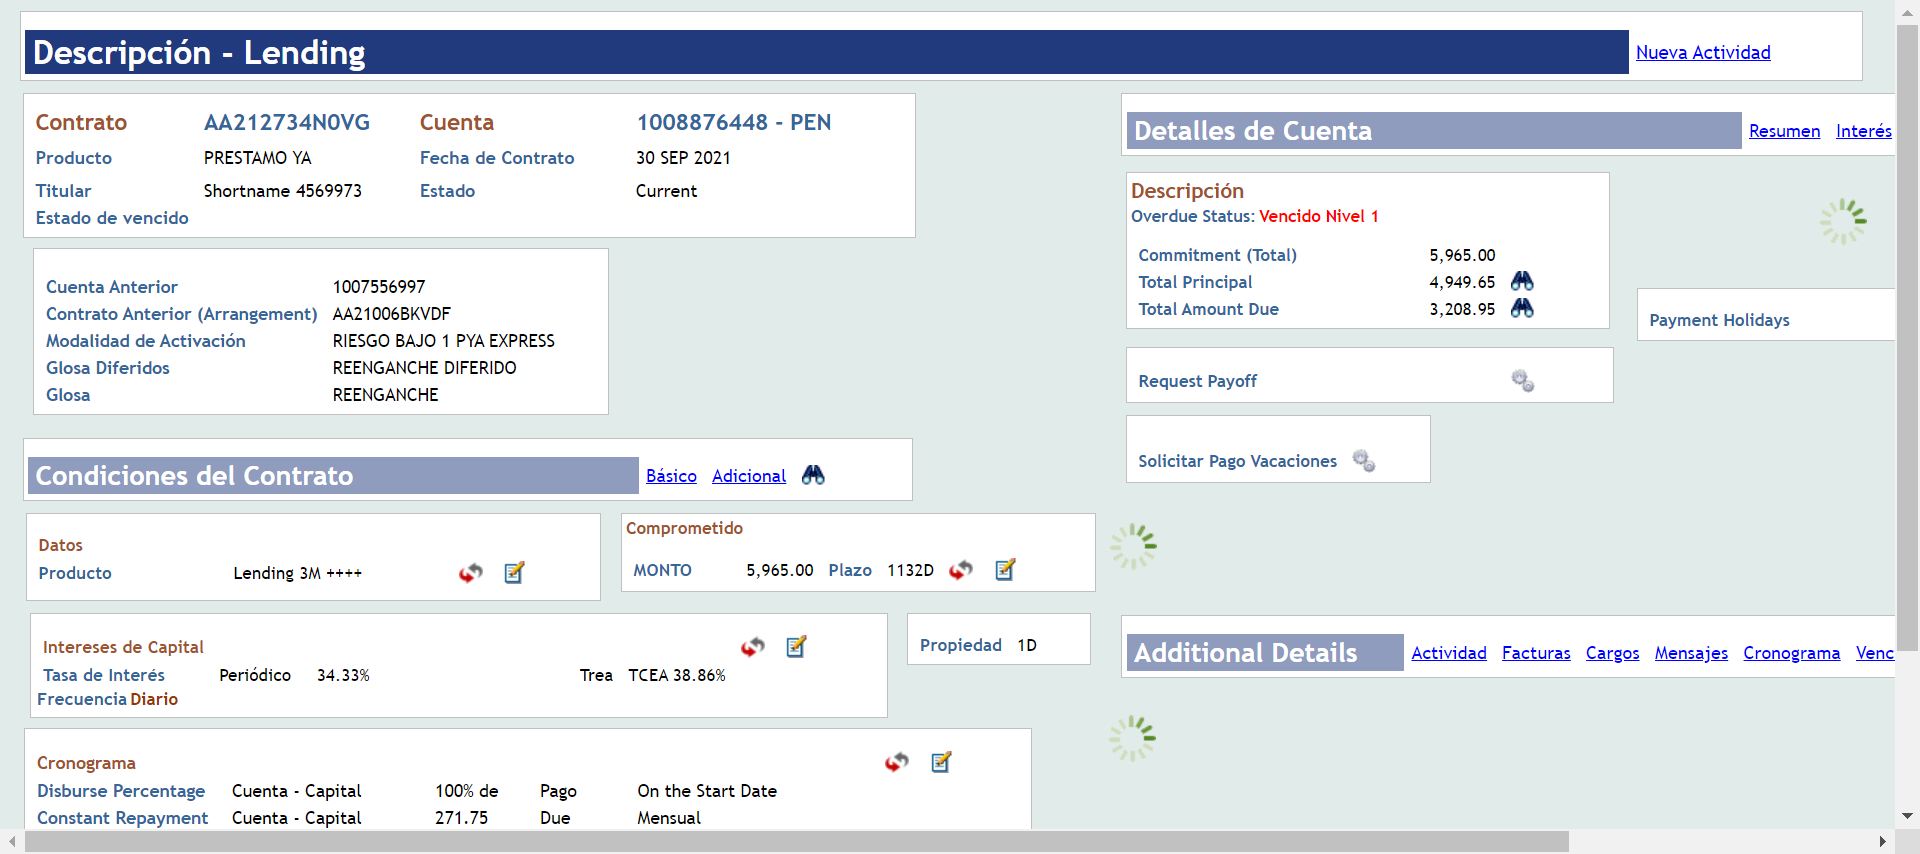 Descripción - Lending
Nueva Actividad
Contrato AA212734N0VG Cuenta 1008876448 - PEN
Producto PRESTAMO YA Fecha de Contrato 30 SEP 2021
Titular Shortname 4569973 Estado Current
Estado de vencido
Cuenta Anterior 1007556997
Contrato Anterior (Arrangement) AA21006BKVDF
Modalidad de Activación RIESGO BAJO 1 PYA EXPRESS
Glosa Diferidos REENGANCHE DIFERIDO
Glosa REENGANCHE
Condiciones del Contrato Básico Adicional
Datos
Producto Lending 3M ++++
Comprometido
MONTO 5,965.00 Plazo 1132D
Intereses de Capital
Tasa de Interés Periódico 34.33% Trea TCEA 38.86%
Frecuencia Diario
Propiedad 1D
Cronograma
Disburse Percentage Cuenta - Capital 100% de Pago On the Start Date
Constant Repayment Cuenta - Capital 271.75 Due Mensual
Detalles de Cuenta Resumen Interés
Descripción
Overdue Status: Vencido Nivel 1
Commitment (Total) 5,965.00
Total Principal 4,949.65
Total Amount Due 3,208.95
Payment Holidays
Request Payoff
Solicitar Pago Vacaciones
Additional Details Actividad Facturas Cargos Mensajes Cronograma Venc